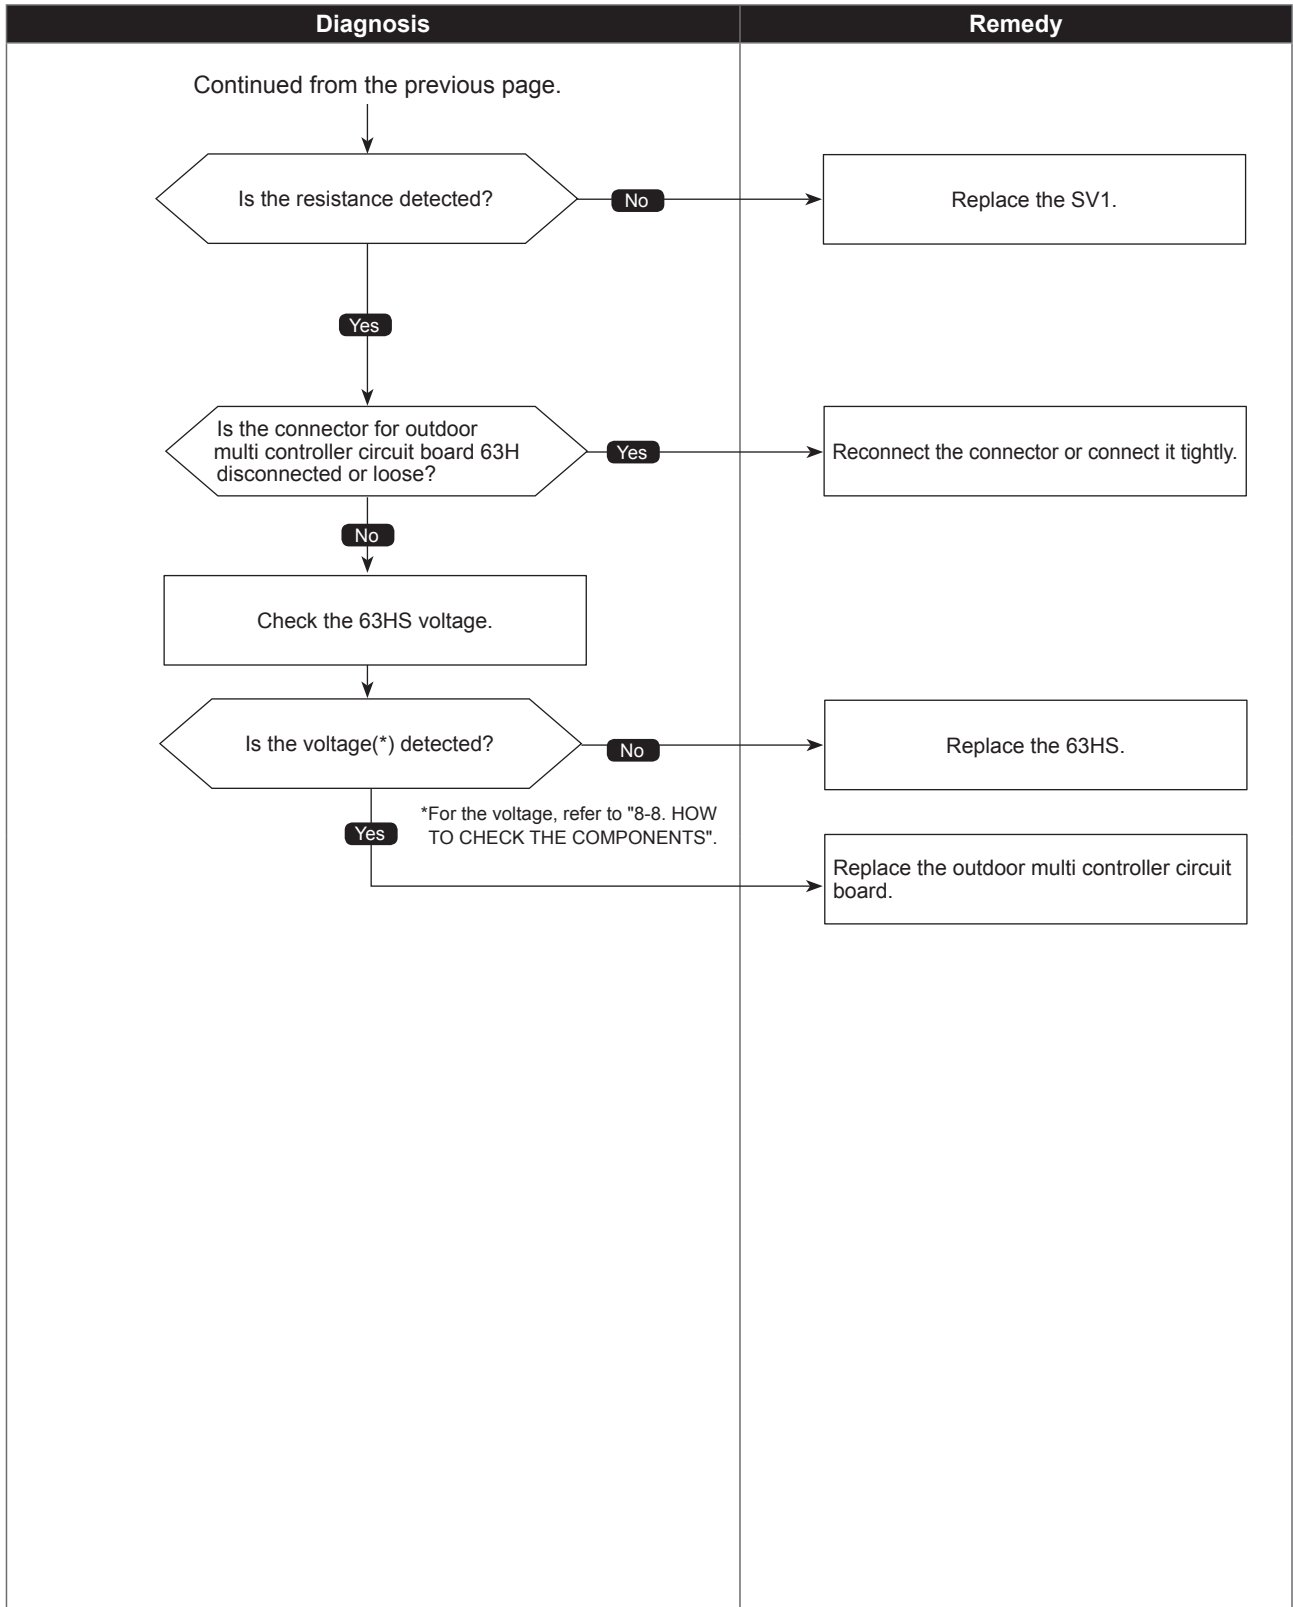 Diagnosis
Remedy
Continued from the previous page.
Is the resistance detected?
No
Replace the SV1.
Yes
Is the connector for outdoor
multi controller circuit board 63H
disconnected or loose?
Yes
Reconnect the connector or connect it tightly.
No
Check the 63HS voltage.
Is the voltage(*) detected?
No
Replace the 63HS.
*For the voltage, refer to "8-8. HOW
TO CHECK THE COMPONENTS".
Yes
Replace the outdoor multi controller circuit
board.